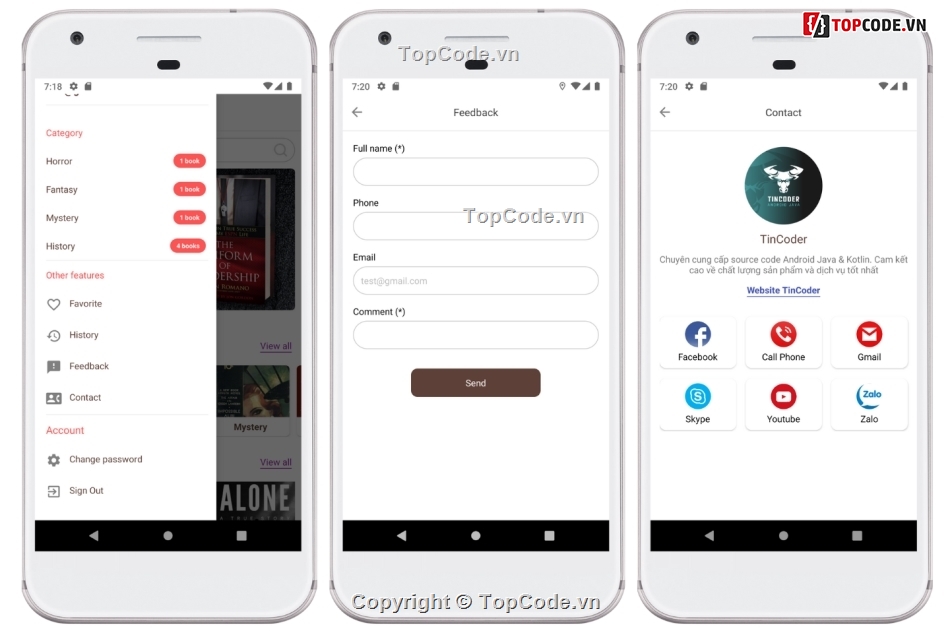 TOPCODE.VN
TopCode.vn
7:18
Category
Horror
1 book
Fantasy
1 book
Mystery
1 book
History
4 books
Other features
Favorite
History
Feedback
Contact
Account
Change password
Sign Out
THE
ROMANO
View all
Mystery
View all
ALONE
7:20
Feedback
Full name (*)
Phone
TopCode.vn
Email
test@gmail.com
Comment (*)
Send
7:20
Contact
TINCODER
ANDROID JAVA
TinCoder
Chuyên cung cấp source code Android Java & Kotlin. Cam kết
cao về chất lượng sản phẩm và dịch vụ tốt nhất
Website TinCoder
Facebook
Call Phone
Gmail
Skype
Youtube
Zalo
Zalo
Copyright © TopCode.vn